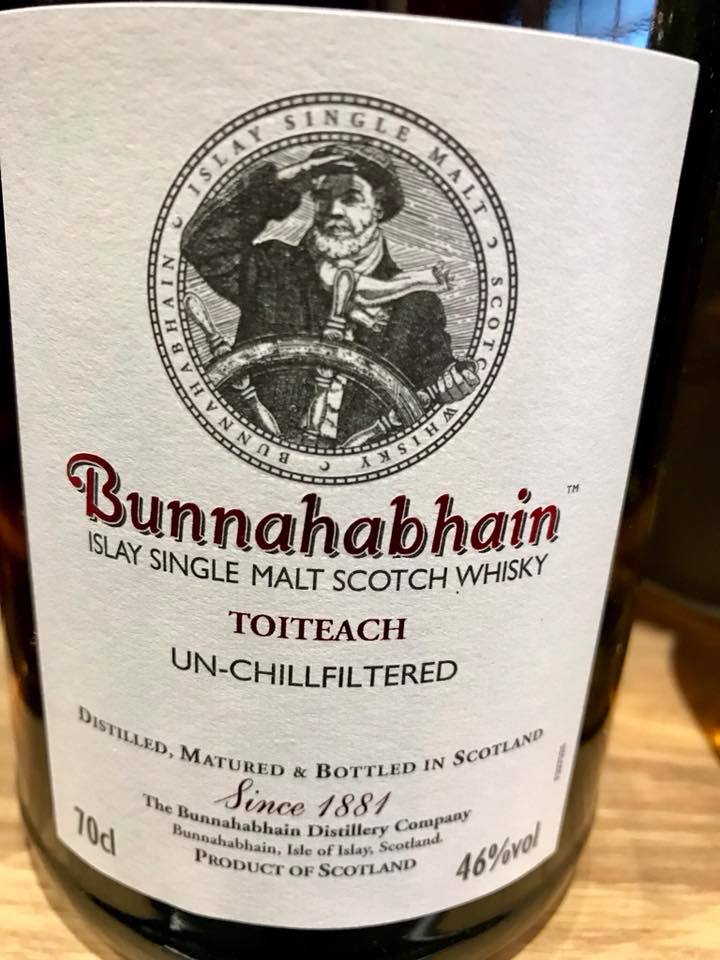 BUNNAHABHAIN ISLAY SINGLE MALT SCOTCH WHISKY
Bunnahabhain™
ISLAY SINGLE MALT SCOTCH WHISKY
TOITEACH
UN-CHILLFILTERED
DISTILLED, MATURED & BOTTLED IN SCOTLAND
Since 1881
The Bunnahabhain Distillery Company
Bunnahabhain, Isle of Islay, Scotland.
PRODUCT OF SCOTLAND
70cl
46%vol